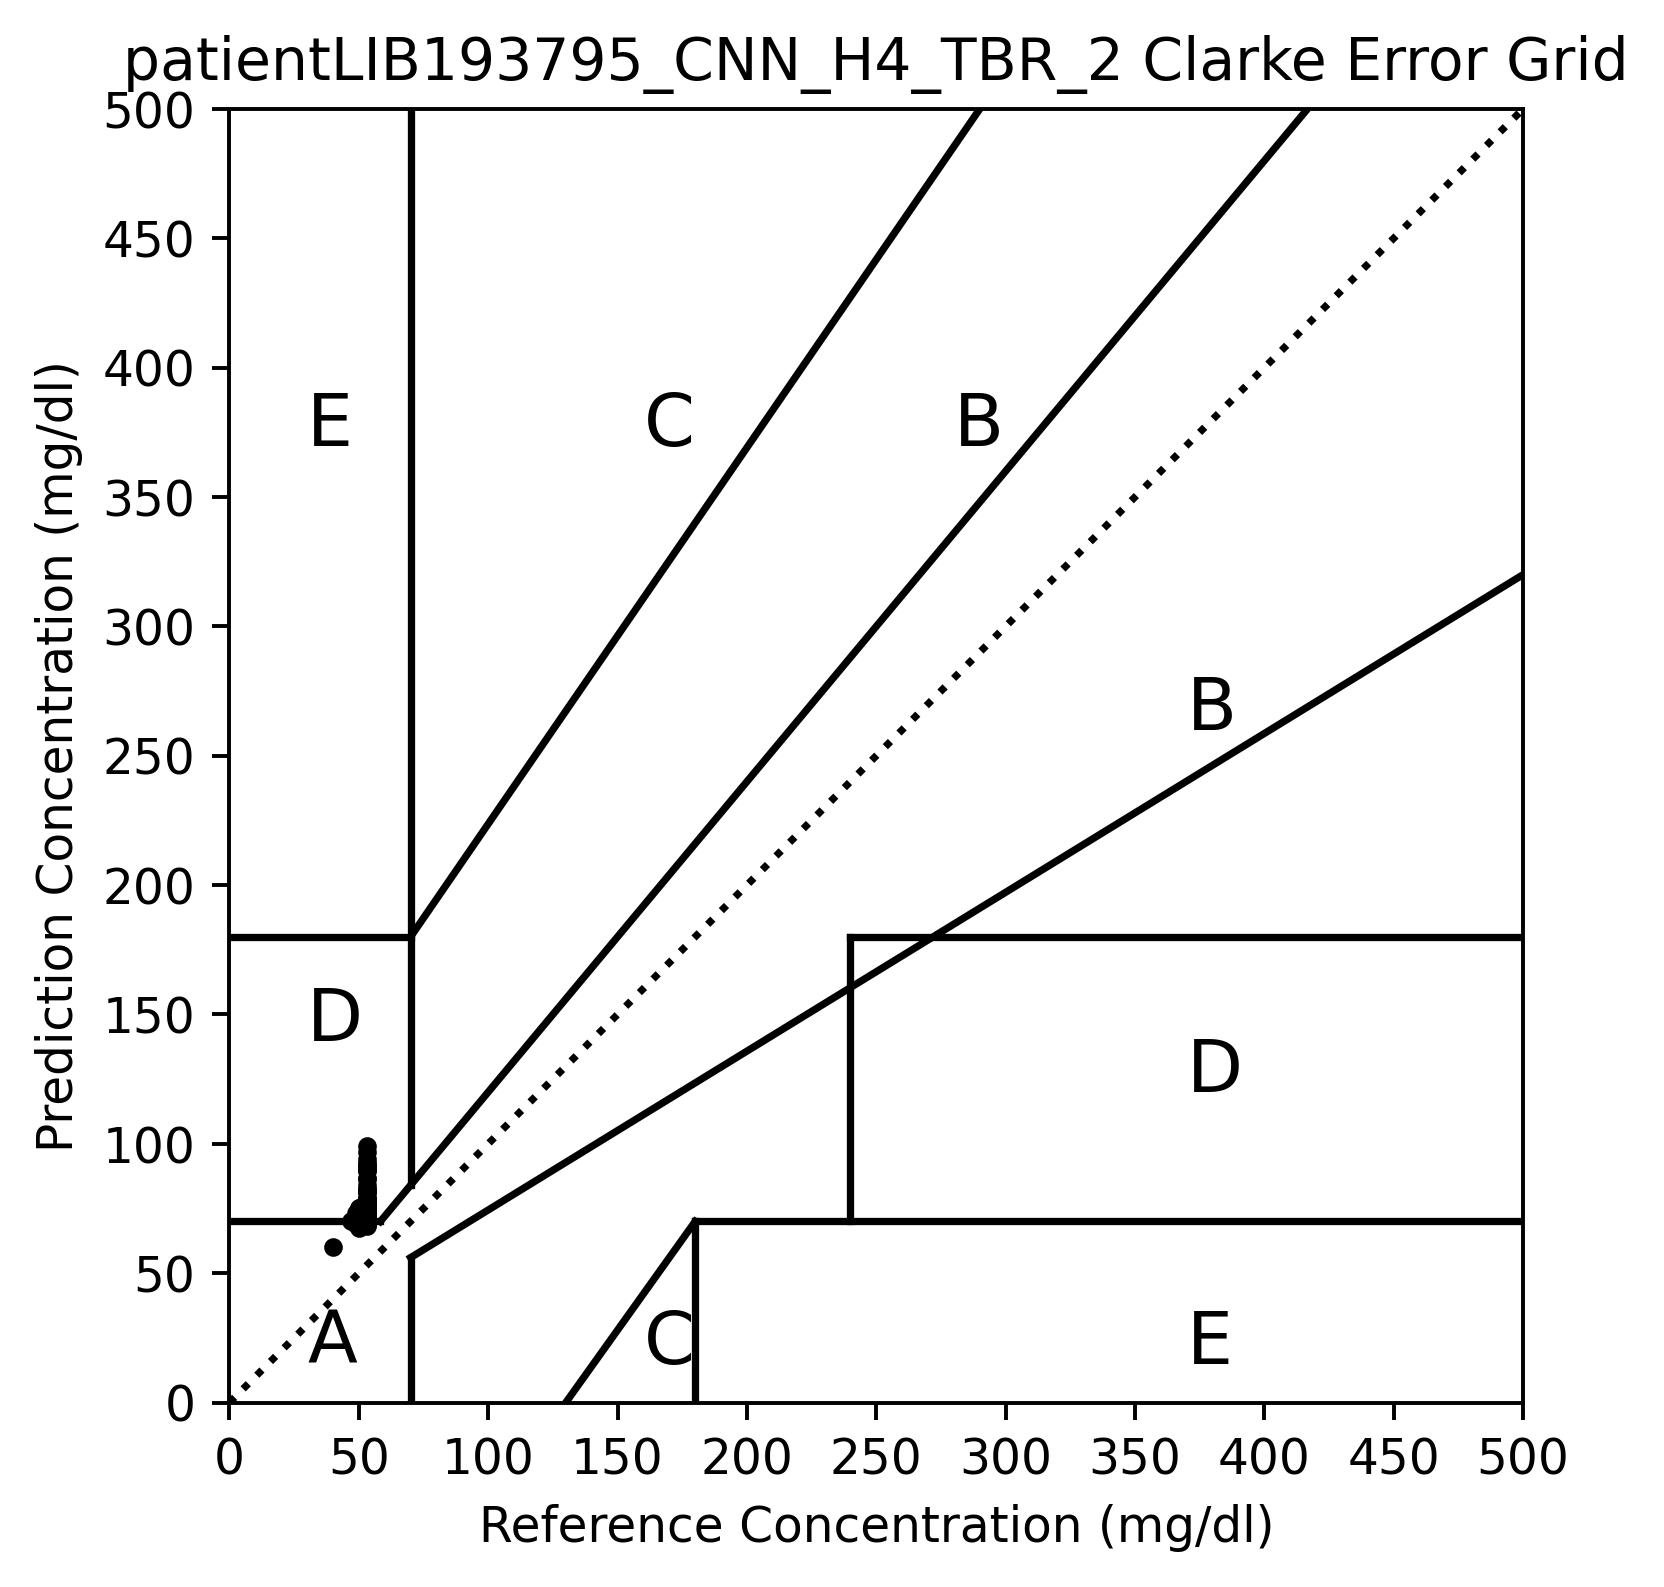 patientLIB193795_CNN_H4_TBR_2 Clarke Error Grid
500
450
400
350
300
250
200
150
100
50
0
Prediction Concentration (mg/dl)
E
C
B
B
D
D
A
C
E
0 50 100 150 200 250 300 350 400 450 500
Reference Concentration (mg/dl)